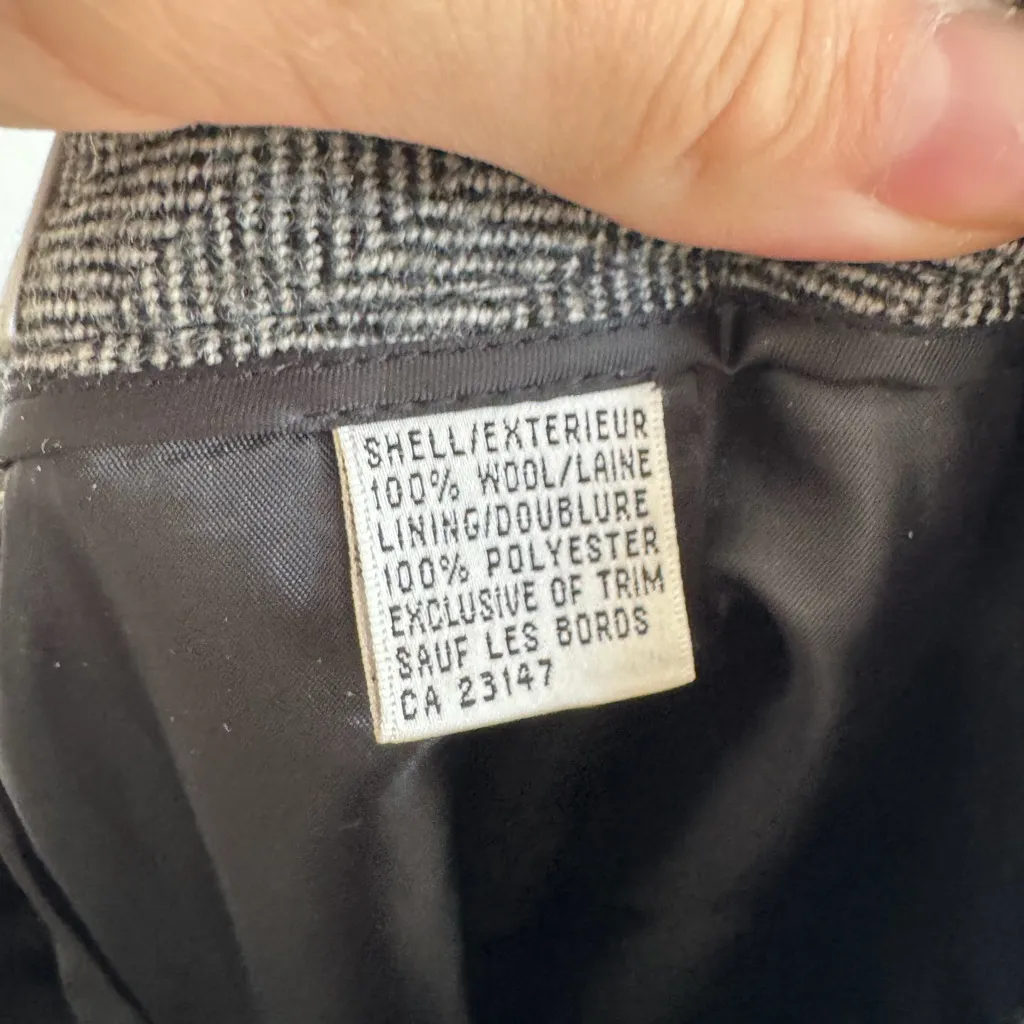 SHELL/EXTERIEUR
100% WOOL/LAINE
LINING/DOUBLURE
100% POLYESTER
EXCLUSIVE OF TRIM
SAUF LES BORDS
CA 23147